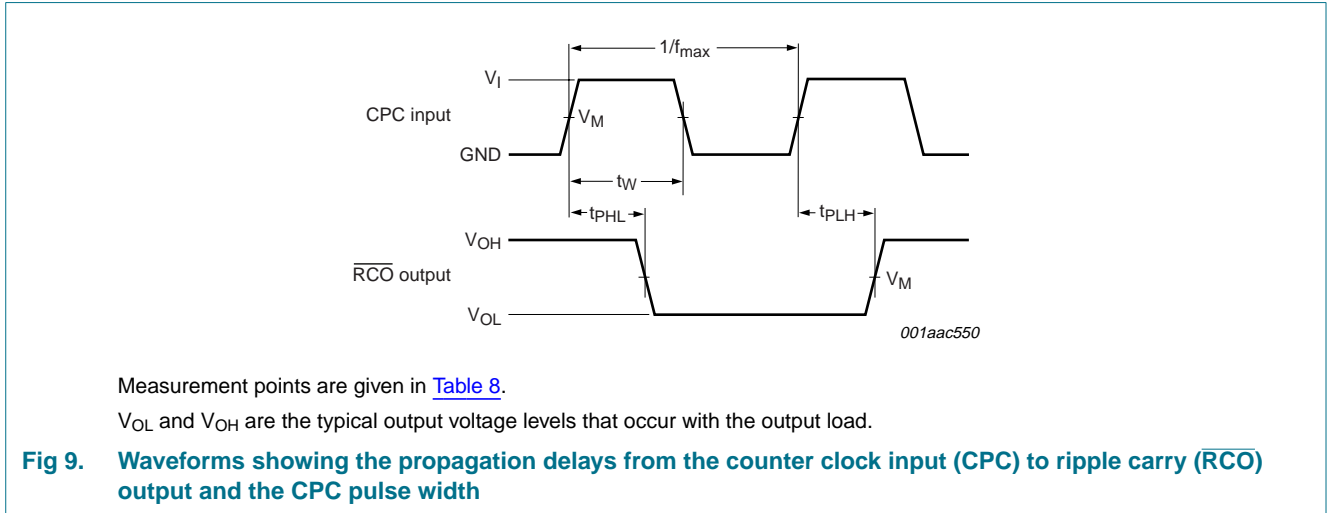 1/fmax
VI
CPC input
VM
GND
tW
tPHL
tPLH
VOH
RCO output
VM
VOL
001aac550
Measurement points are given in Table 8.
VOL and VOH are the typical output voltage levels that occur with the output load.
Fig 9. Waveforms showing the propagation delays from the counter clock input (CPC) to ripple carry (RCO)
output and the CPC pulse width